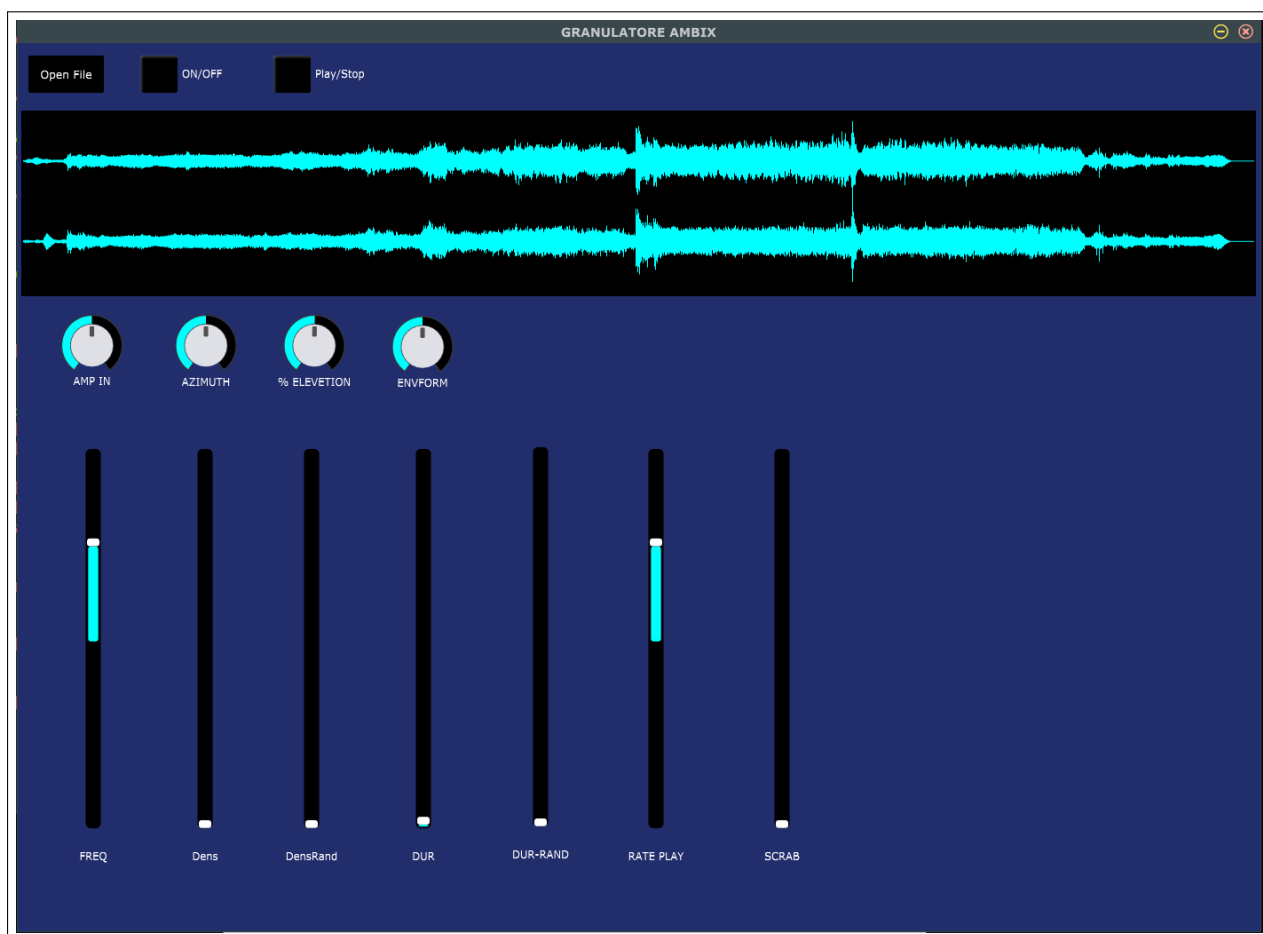 GRANULATORE AMBIX
Open File
ON/OFF
Play/Stop
AMP IN
AZIMUTH
% ELEVETION
ENVFORM
FREQ
Dens
DensRand
DUR
DUR-RAND
RATE PLAY
SCRAB